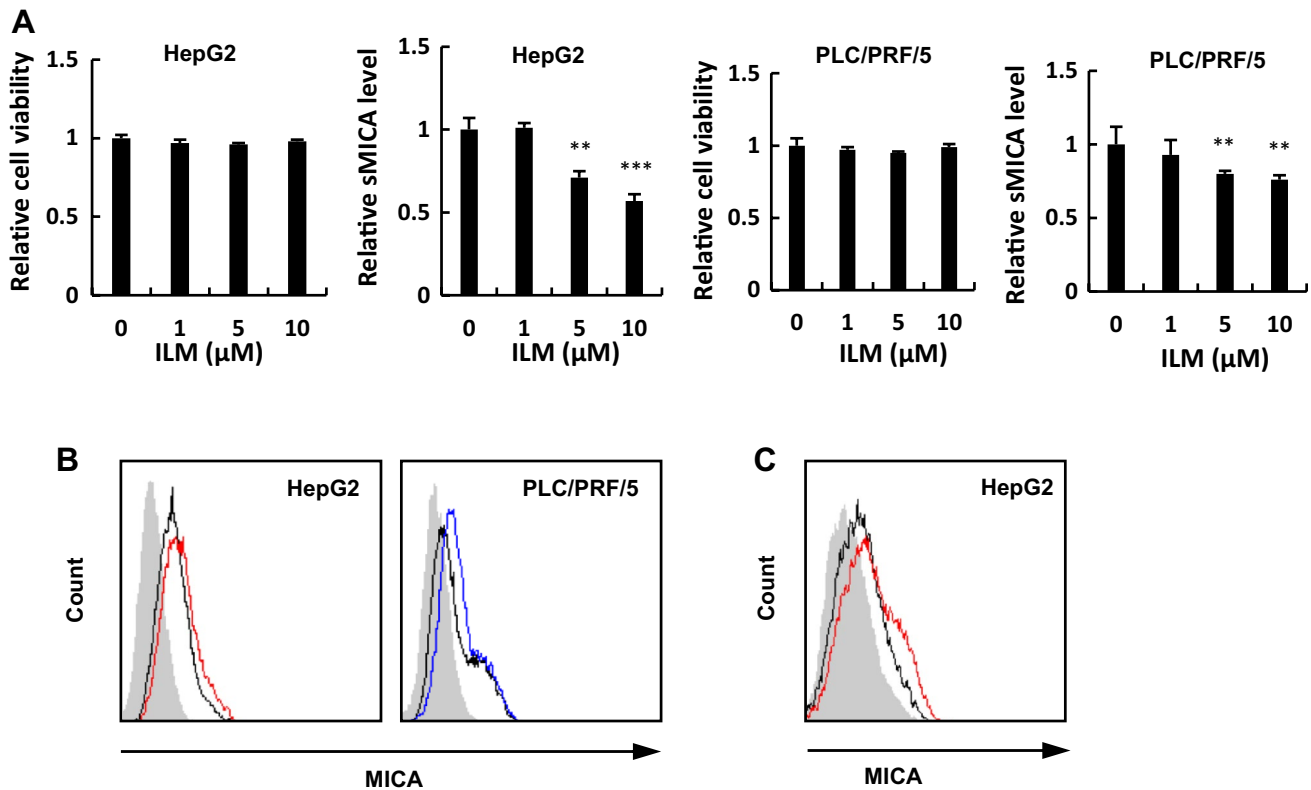 A
HepG2
Relative cell viability
1.5
1
0.5
0
0 1 5 10
ILM (μM)
HepG2
Relative sMICA level
1.5
1
0.5
0
**
***
0 1 5 10
ILM (μM)
PLC/PRF/5
Relative cell viability
1.5
1
0.5
0
0 1 5 10
ILM (μM)
PLC/PRF/5
Relative sMICA level
1.5
1
0.5
0
**
**
0 1 5 10
ILM (μM)
B
HepG2
PLC/PRF/5
Count
MICA
C
HepG2
Count
MICA